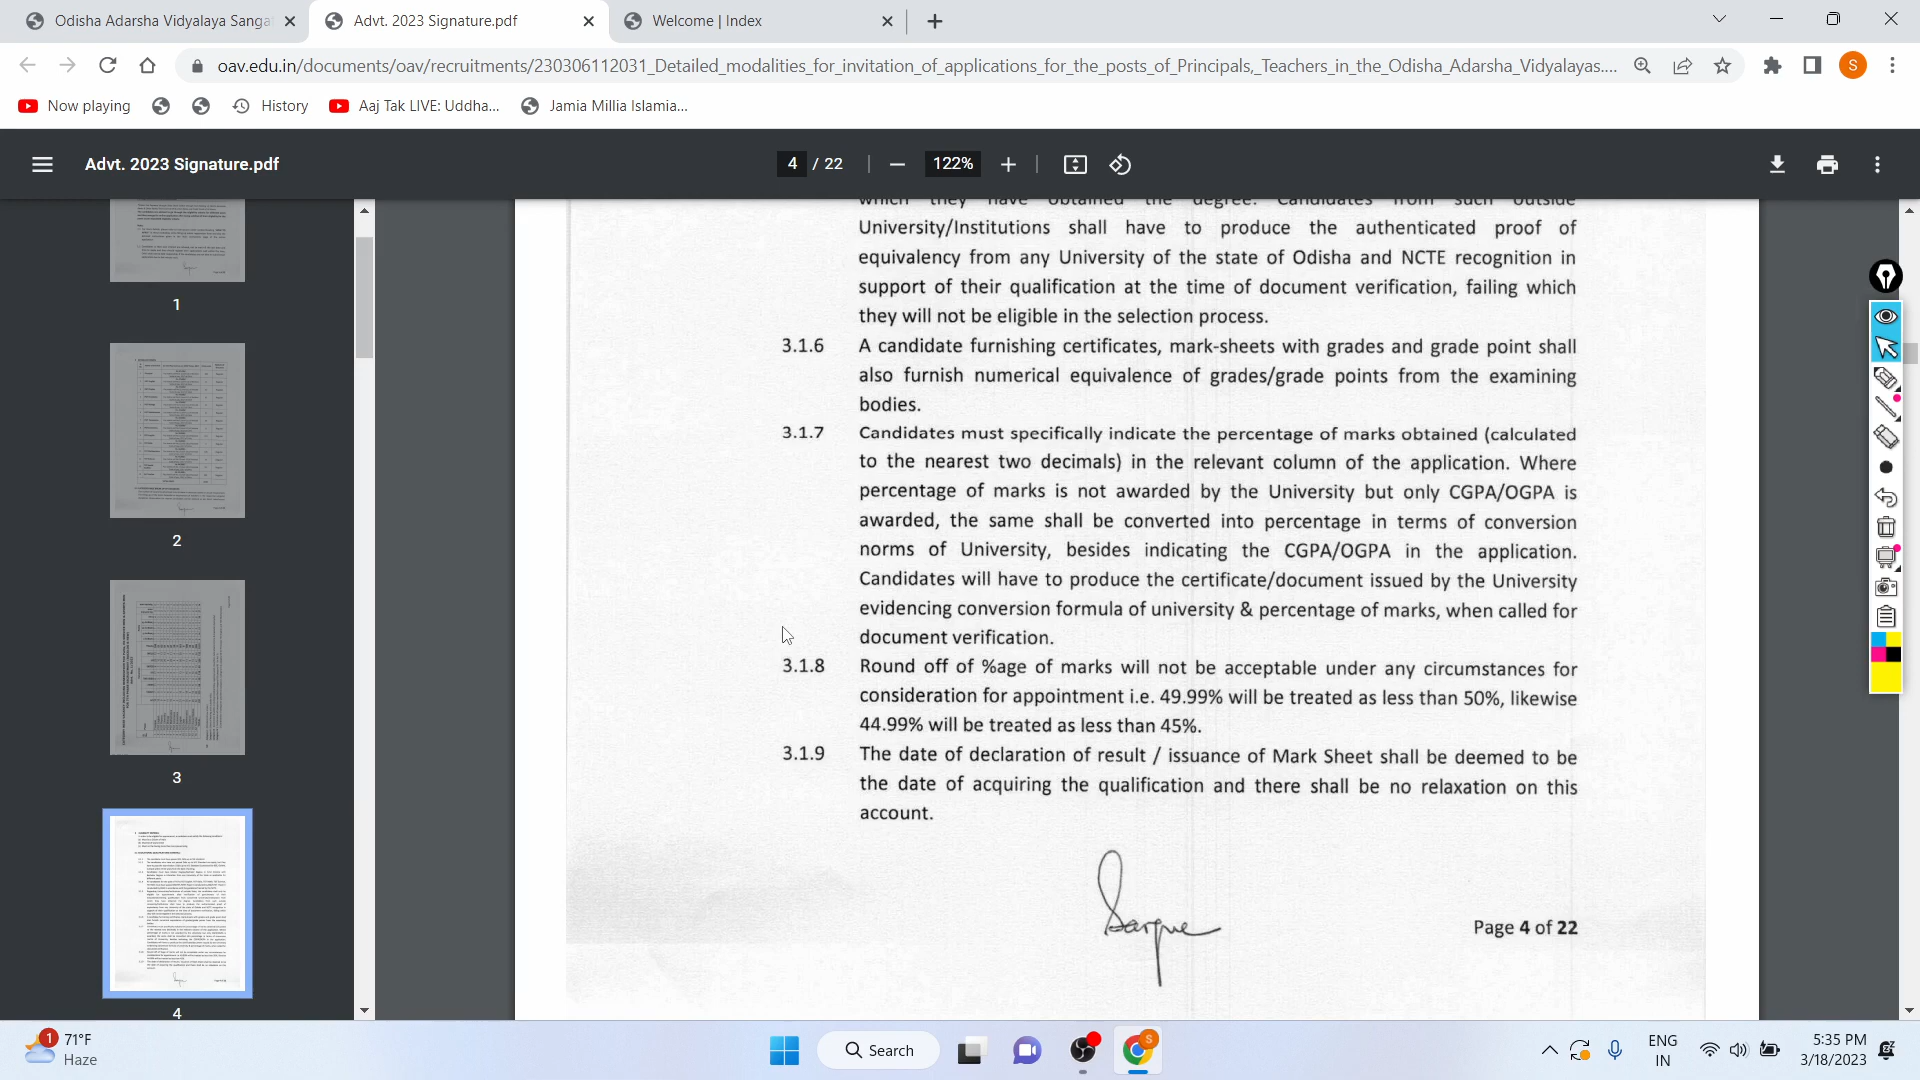 Odisha Adarsha Vidyalaya Sanga
Advt. 2023 Signature.pdf
Welcome | Index
oav.edu.in/documents/oav/recruitments/230306112031_Detailed_modalities_for_invitation_of_applications_for_the_posts_of_Principals,_Teachers_in_the_Odisha_Adarsha_Vidyalayas....
S
Now playing
History
Aaj Tak LIVE: Uddha...
Jamia Millia Islamia...
Advt. 2023 Signature.pdf
4 / 22
122%
1
2
3
4
which they have obtained the degree. Candidates from such outside
University/Institutions shall have to produce the authenticated proof of
equivalency from any University of the state of Odisha and NCTE recognition in
support of their qualification at the time of document verification, failing which
they will not be eligible in the selection process.
3.1.6 A candidate furnishing certificates, mark-sheets with grades and grade point shall
also furnish numerical equivalence of grades/grade points from the examining
bodies.
3.1.7 Candidates must specifically indicate the percentage of marks obtained (calculated
to the nearest two decimals) in the relevant column of the application. Where
percentage of marks is not awarded by the University but only CGPA/OGPA is
awarded, the same shall be converted into percentage in terms of conversion
norms of University, besides indicating the CGPA/OGPA in the application.
Candidates will have to produce the certificate/document issued by the University
evidencing conversion formula of university & percentage of marks, when called for
document verification.
3.1.8 Round off of %age of marks will not be acceptable under any circumstances for
consideration for appointment i.e. 49.99% will be treated as less than 50%, likewise
44.99% will be treated as less than 45%.
3.1.9 The date of declaration of result / issuance of Mark Sheet shall be deemed to be
the date of acquiring the qualification and there shall be no relaxation on this
account.
Page 4 of 22
1
71°F
Haze
Search
S
ENG
IN
5:35 PM
3/18/2023